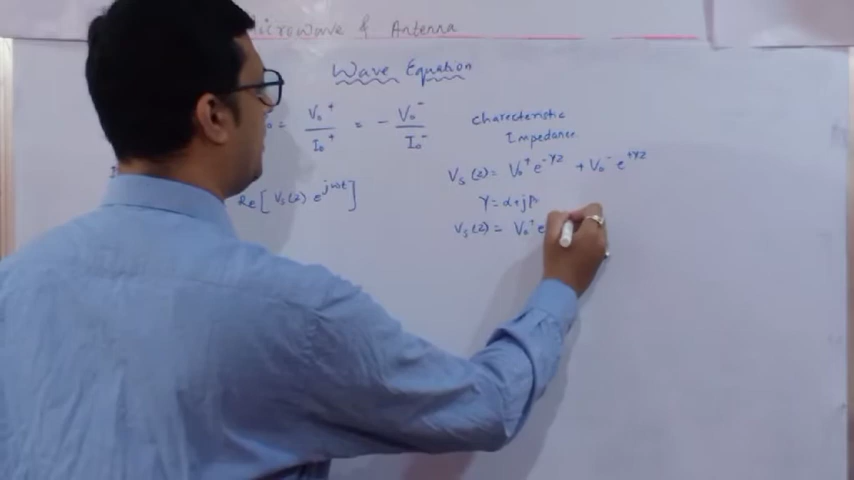 Microwave & Antenna
Wave Equation
= V₀⁺ / I₀⁺ = - V₀⁻ / I₀⁻
Charecteristic
Impedance
Vs(z) = V₀⁺ e^-γz + V₀⁻ e^+γz
Re[Vs(z) e^jωt]
γ = α+jβ
Vs(z) = V₀⁺ e